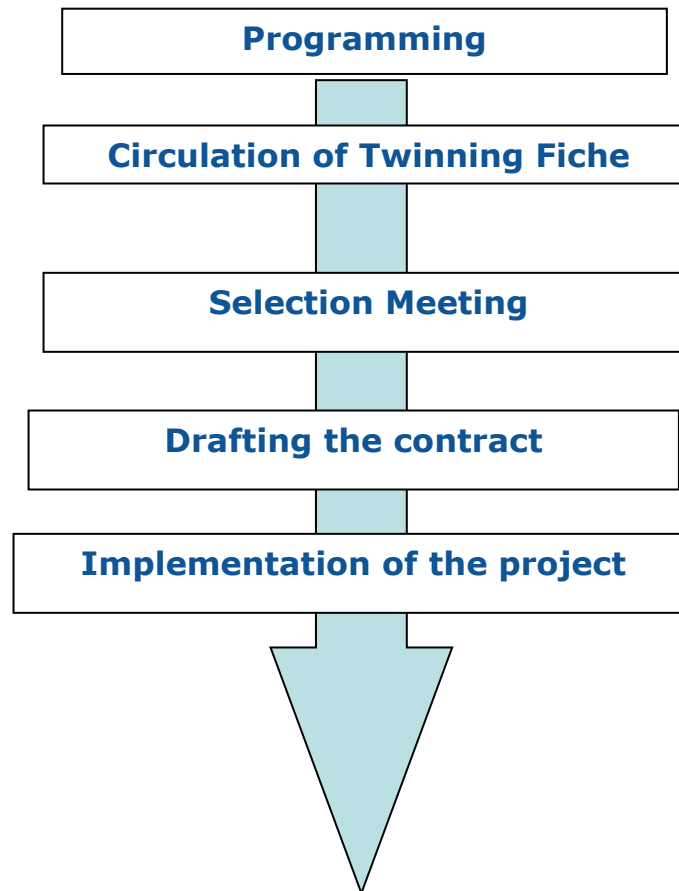 Programming
Circulation of Twinning Fiche
Selection Meeting
Drafting the contract
Implementation of the project